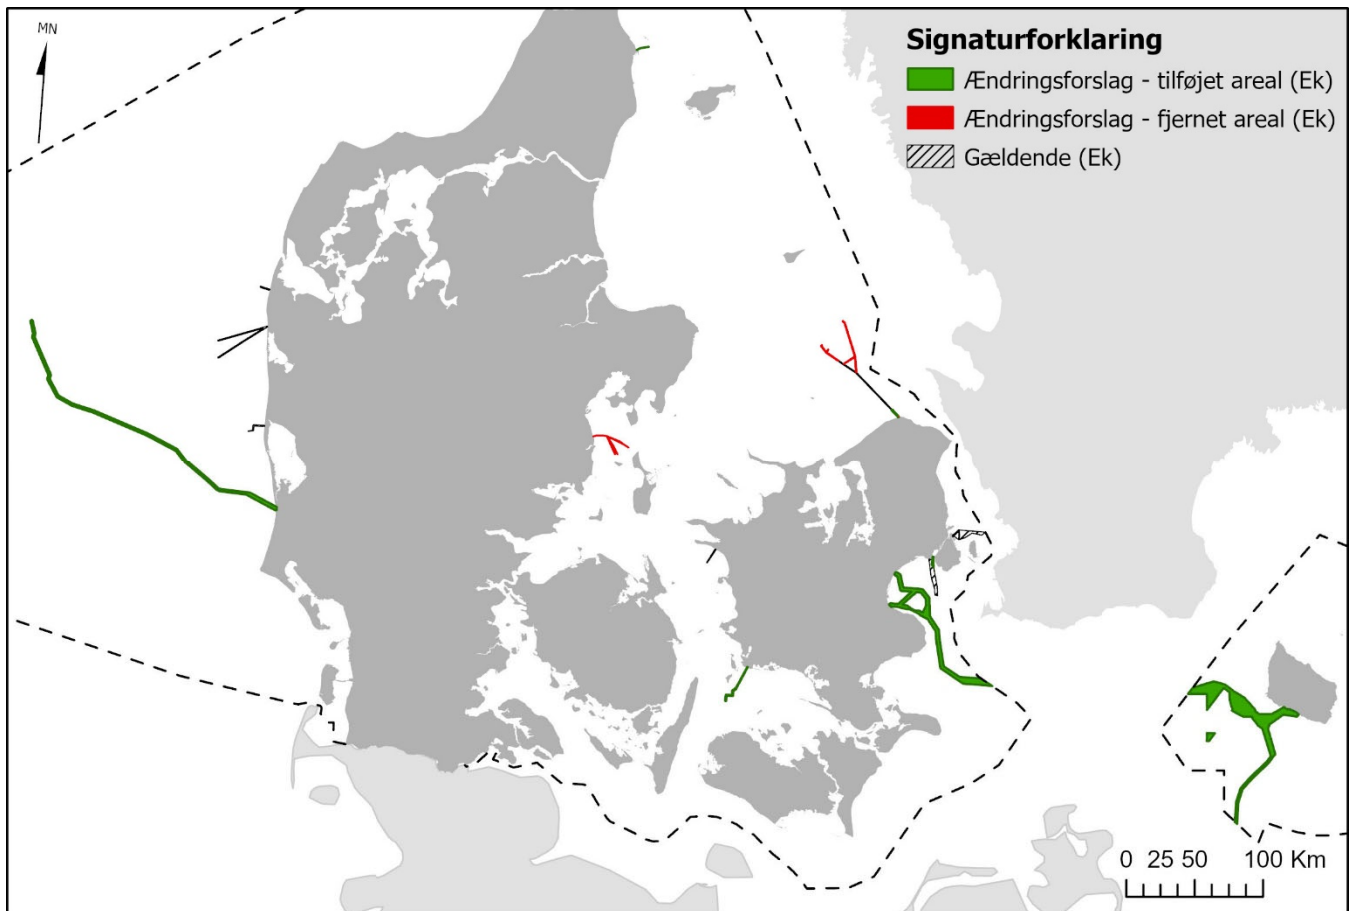 MN
Signaturforklaring
Ændringsforslag - tilføjet areal (Ek)
Ændringsforslag - fjernet areal (Ek)
Gældende (Ek)
0 25 50 100 Km